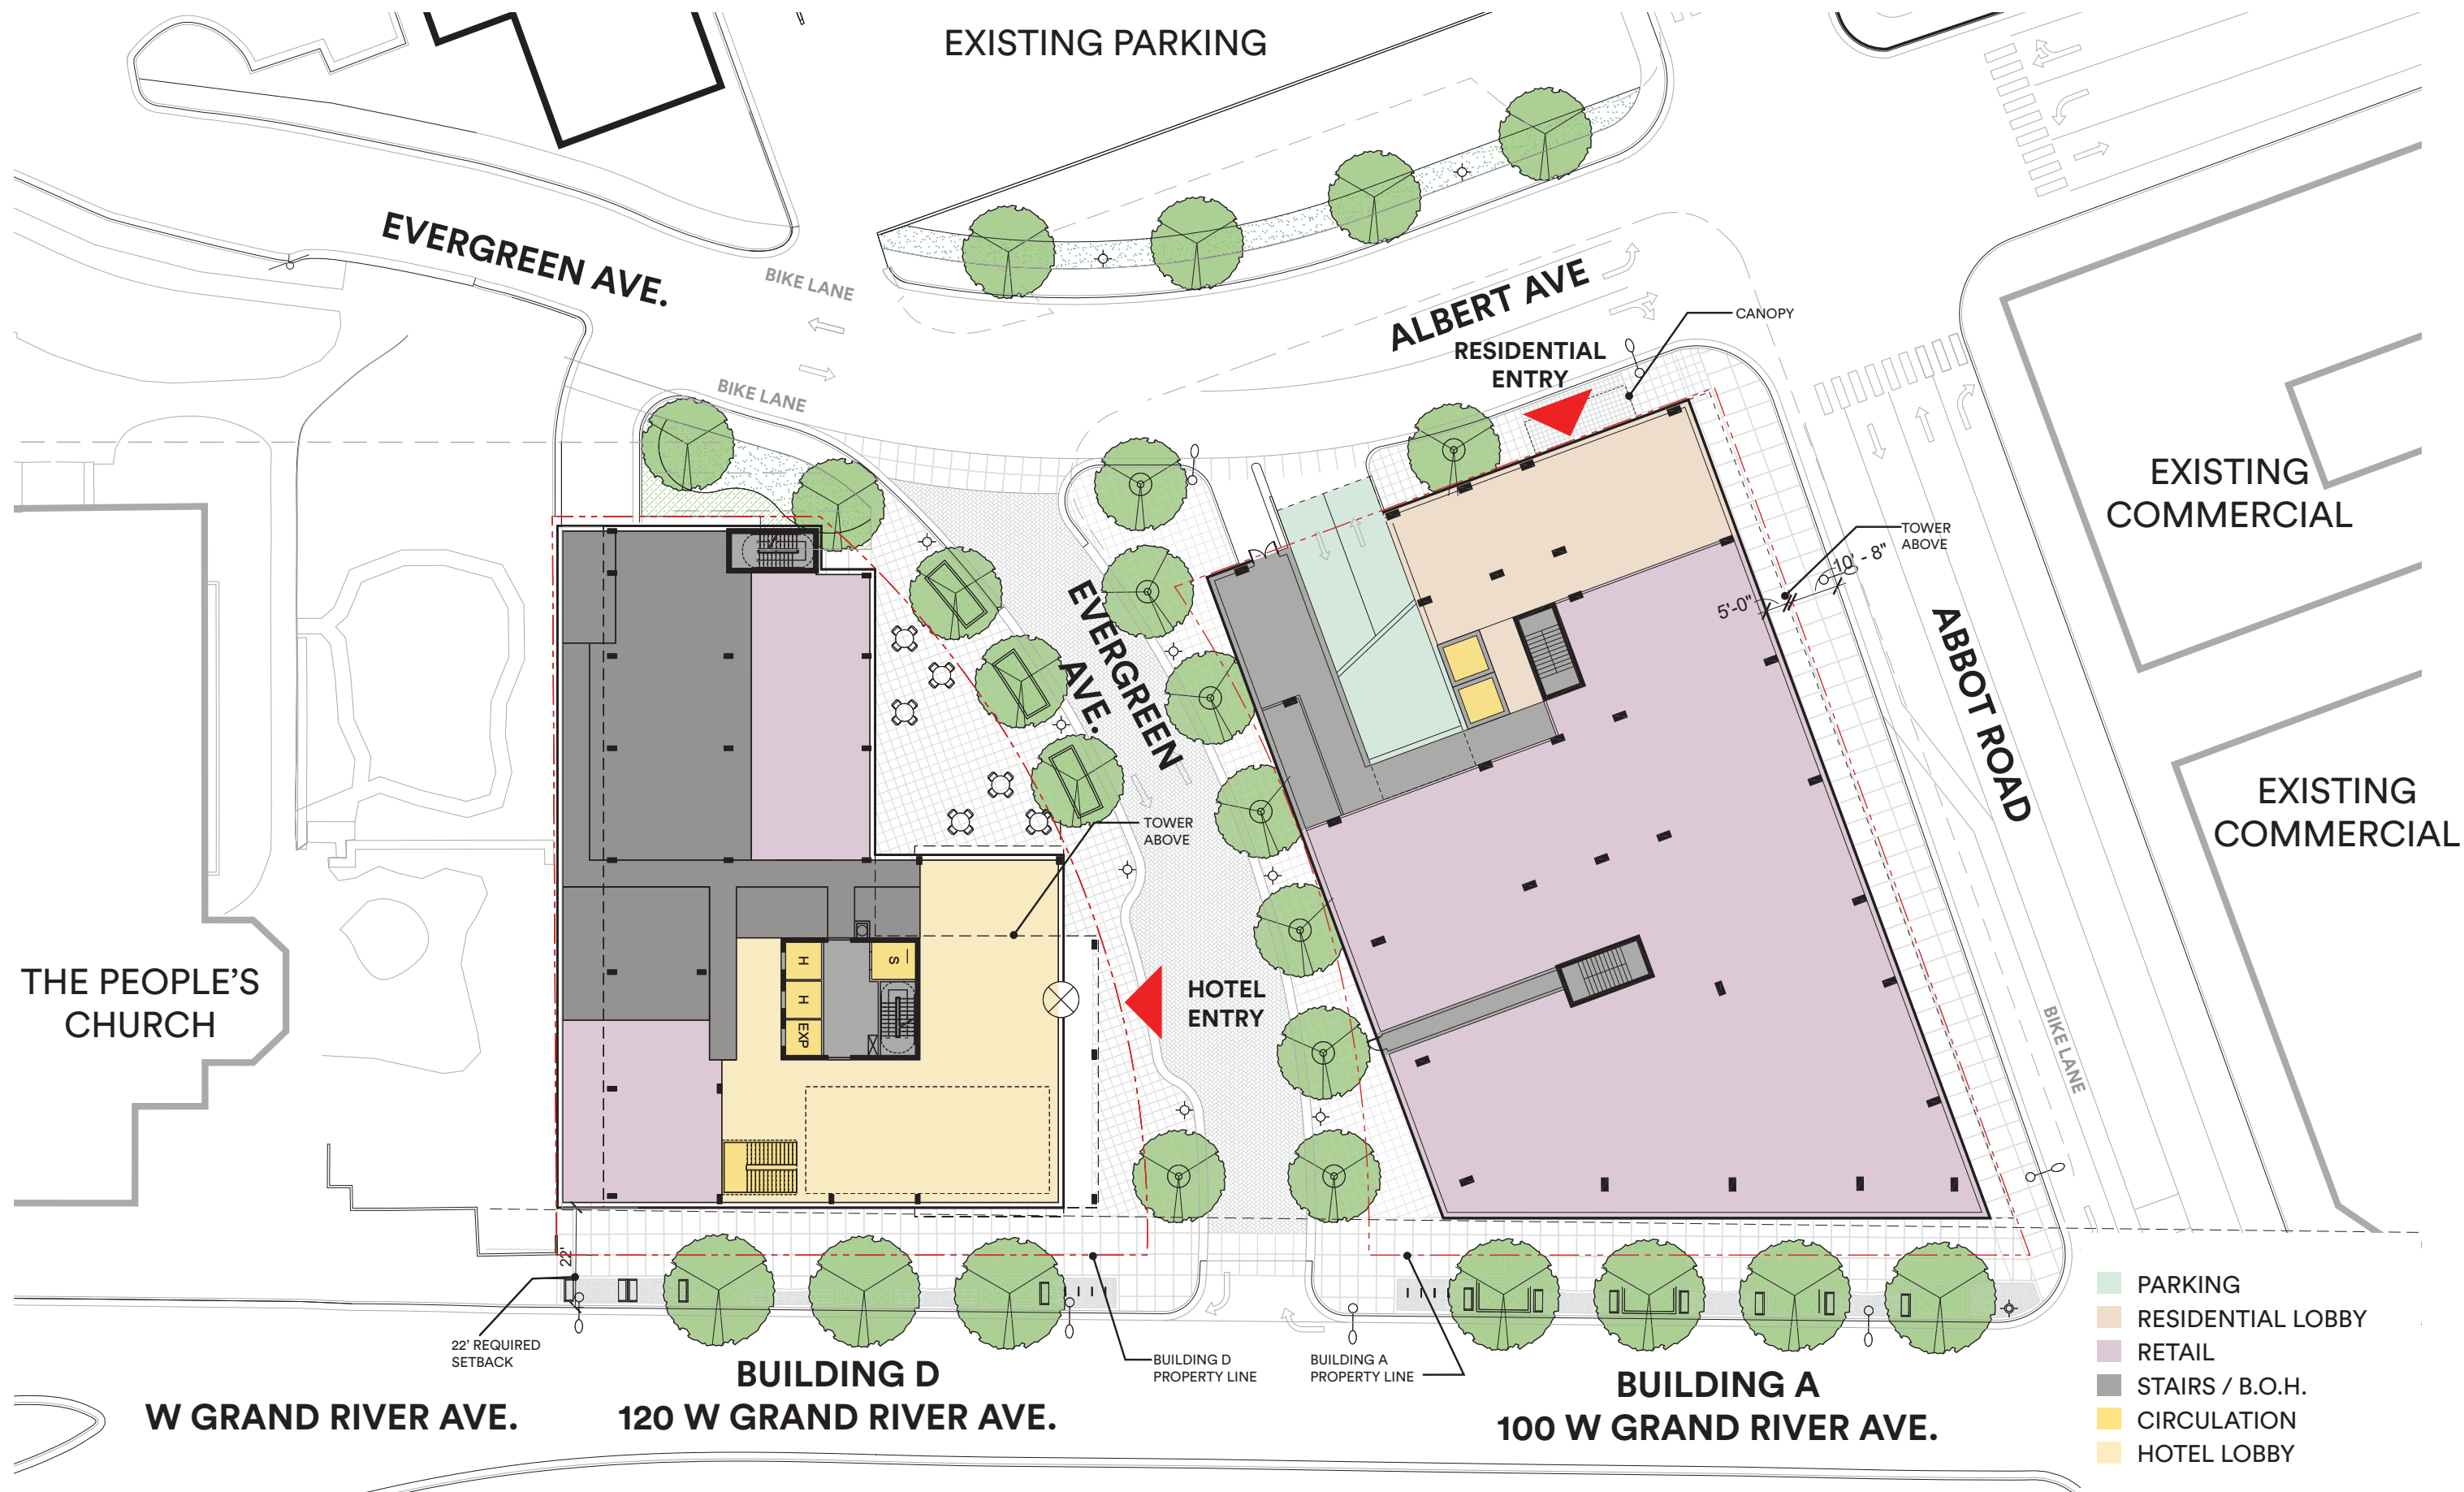 EXISTING PARKING
EVERGREEN AVE.
BIKE LANE
BIKE LANE
ALBERT AVE
RESIDENTIAL
ENTRY
CANOPY
EXISTING
COMMERCIAL
TOWER
ABOVE
10' - 8"
5'-0"
ABBOT ROAD
EVERGREEN
AVE.
EXISTING
COMMERCIAL
TOWER
ABOVE
THE PEOPLE'S
CHURCH
H
H
EXP
S
HOTEL
ENTRY
BIKE LANE
22'
22' REQUIRED
SETBACK
BUILDING D
PROPERTY LINE
BUILDING A
PROPERTY LINE
W GRAND RIVER AVE.
BUILDING D
120 W GRAND RIVER AVE.
BUILDING A
100 W GRAND RIVER AVE.
PARKING
RESIDENTIAL LOBBY
RETAIL
STAIRS / B.O.H.
CIRCULATION
HOTEL LOBBY